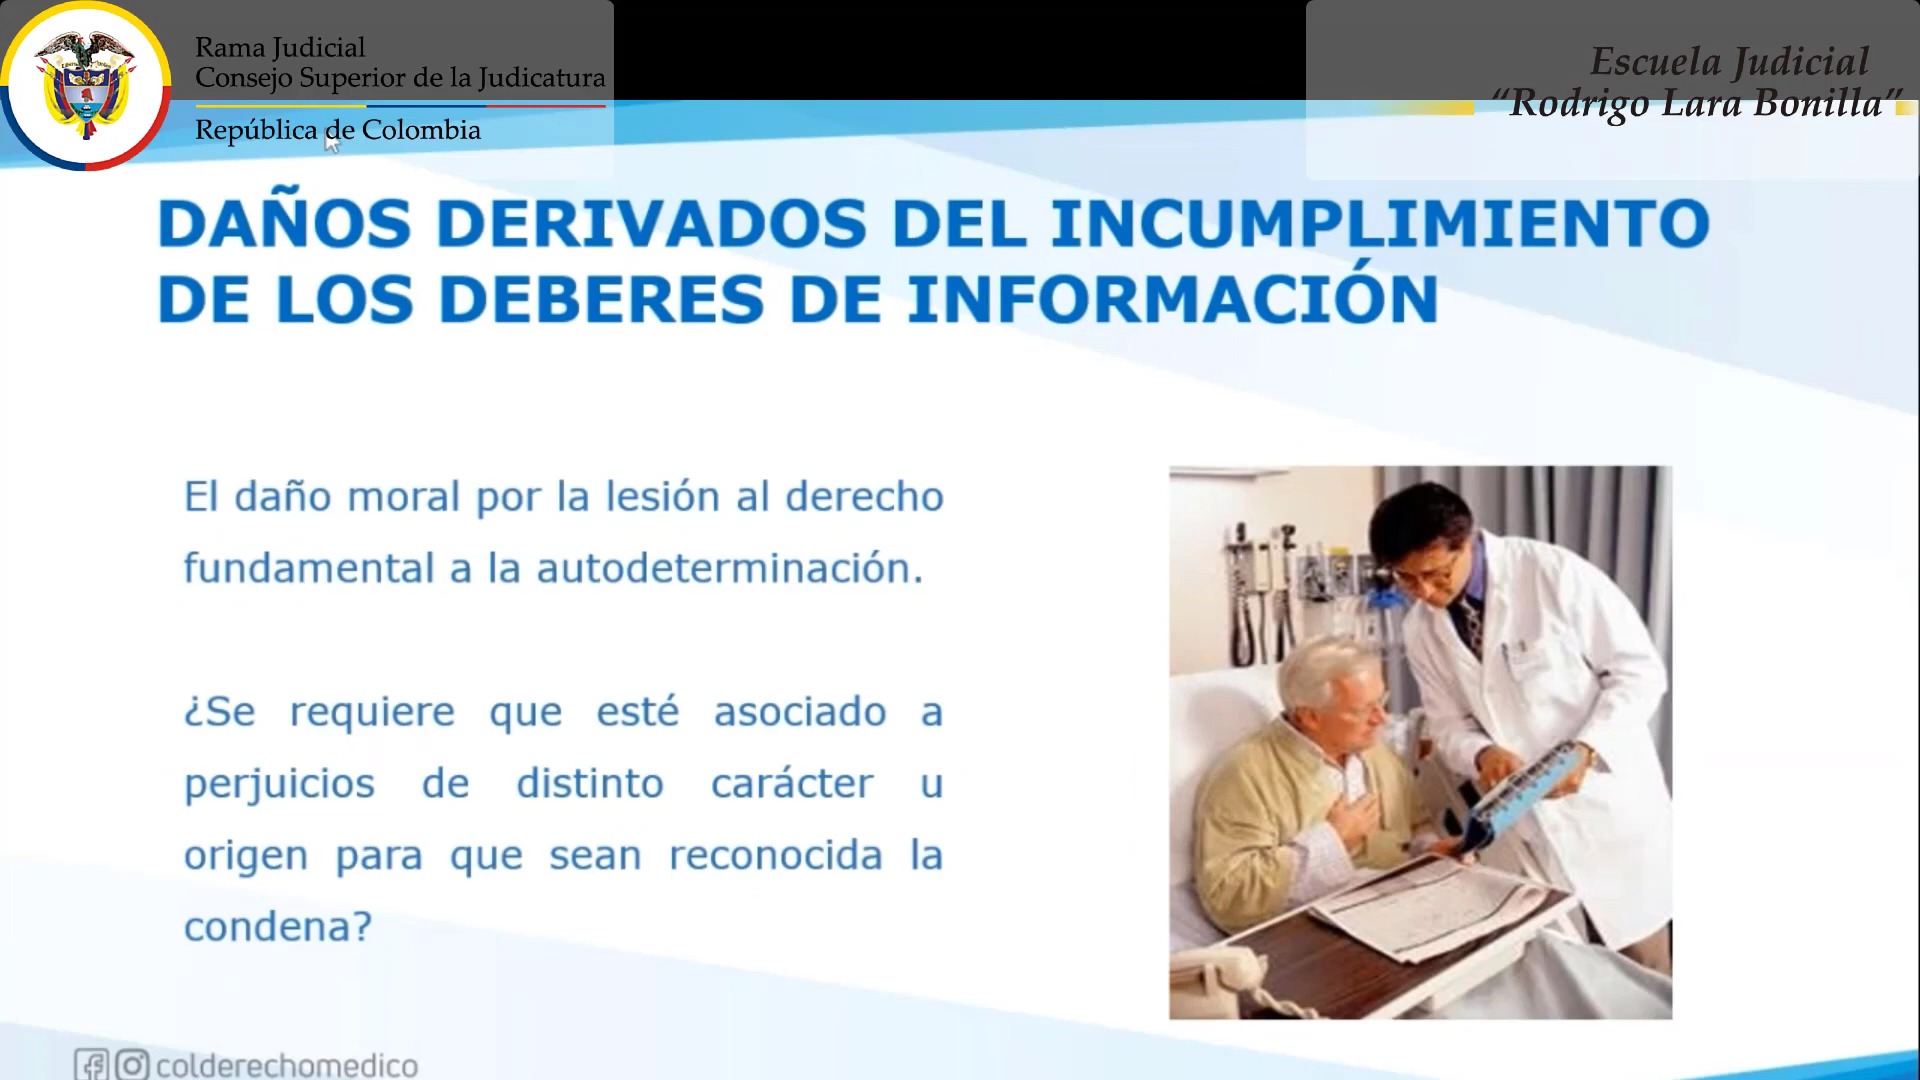 Rama Judicial
Consejo Superior de la Judicatura
República de Colombia
Escuela Judicial
“Rodrigo Lara Bonilla”
DAÑOS DERIVADOS DEL INCUMPLIMIENTO
DE LOS DEBERES DE INFORMACIÓN
El daño moral por la lesión al derecho
fundamental a la autodeterminación.
¿Se requiere que esté asociado a
perjuicios de distinto carácter u
origen para que sean reconocida la
condena?
colderechomedico